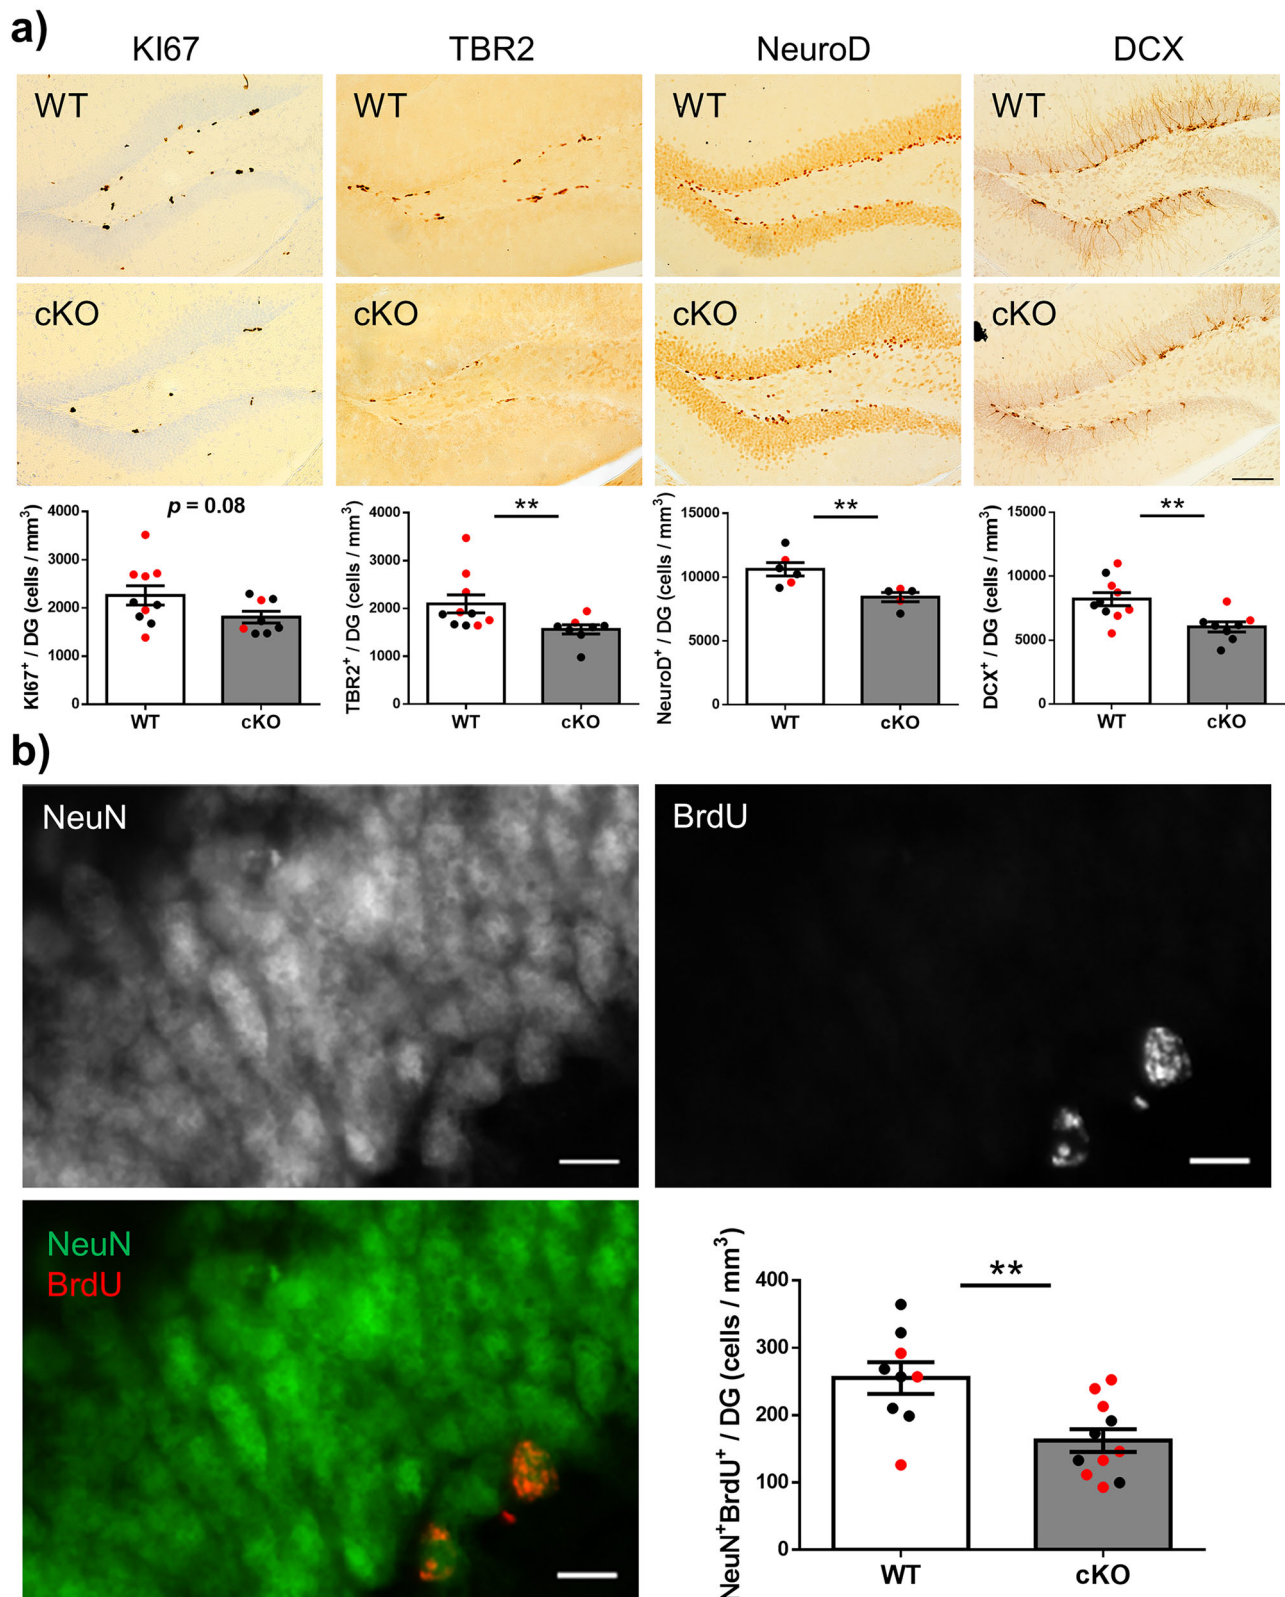 a)
KI67
TBR2
NeuroD
DCX
WT
WT
WT
WT
cKO
cKO
cKO
cKO
KI67⁺ / DG (cells / mm³)
4000
3000
2000
1000
0
p = 0.08
WT
cKO
TBR2⁺ / DG (cells / mm³)
4000
3000
2000
1000
0
**
WT
cKO
NeuroD⁺ / DG (cells / mm³)
15000
10000
5000
0
**
WT
cKO
DCX⁺ / DG (cells / mm³)
15000
10000
5000
0
**
WT
cKO
b)
NeuN
BrdU
NeuN
BrdU
NeuN⁺BrdU⁺ / DG (cells / mm³)
400
300
200
100
0
**
WT
cKO